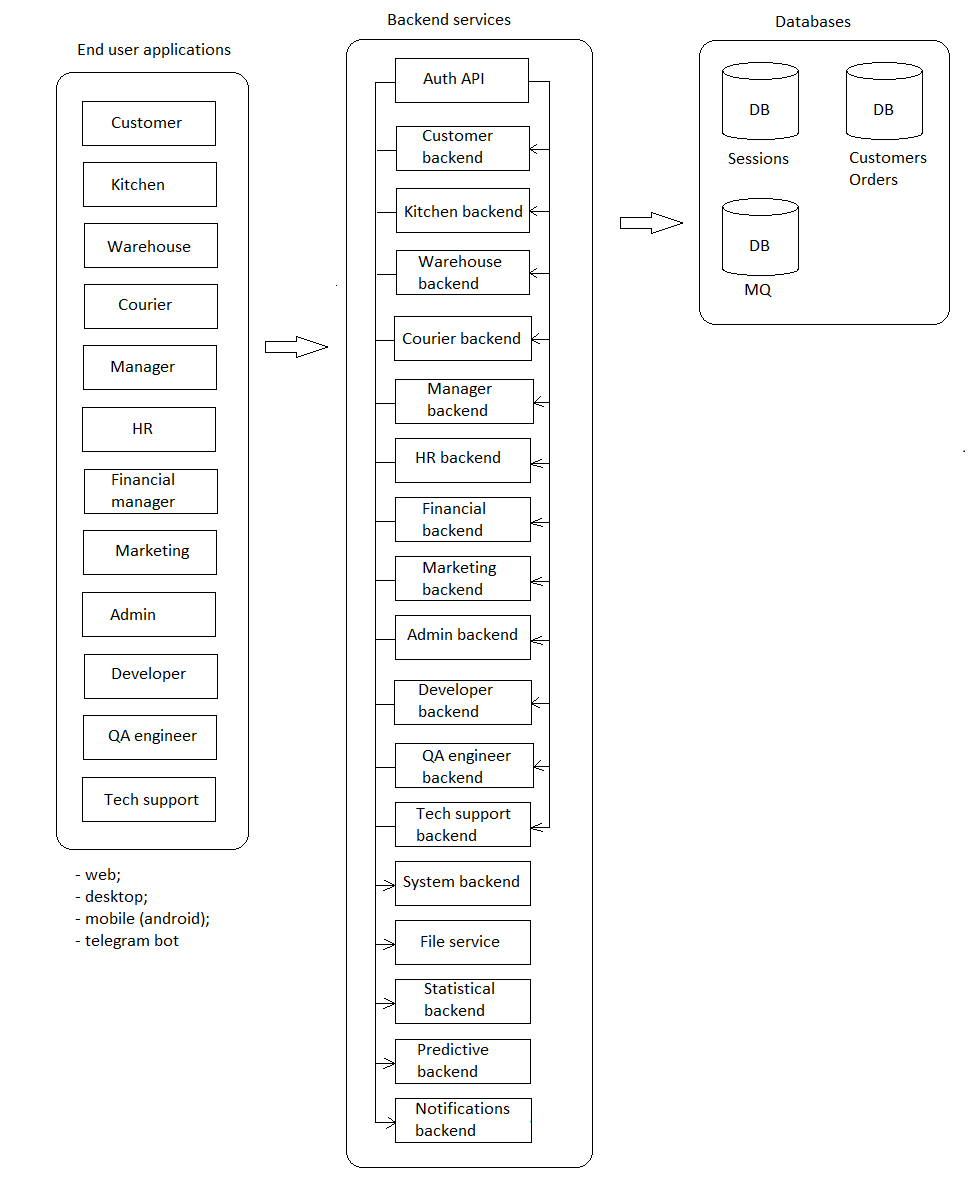 End user applications
Customer
Kitchen
Warehouse
Courier
Manager
HR
Financial
manager
Marketing
Admin
Developer
QA engineer
Tech support
- web;
- desktop;
- mobile (android);
- telegram bot
Backend services
Auth API
Customer
backend
Kitchen backend
Warehouse
backend
Courier backend
Manager
backend
HR backend
Financial
backend
Marketing
backend
Admin backend
Developer
backend
QA engineer
backend
Tech support
backend
System backend
File service
Statistical
backend
Predictive
backend
Notifications
backend
Databases
DB
Sessions
DB
Customers
Orders
DB
MQ